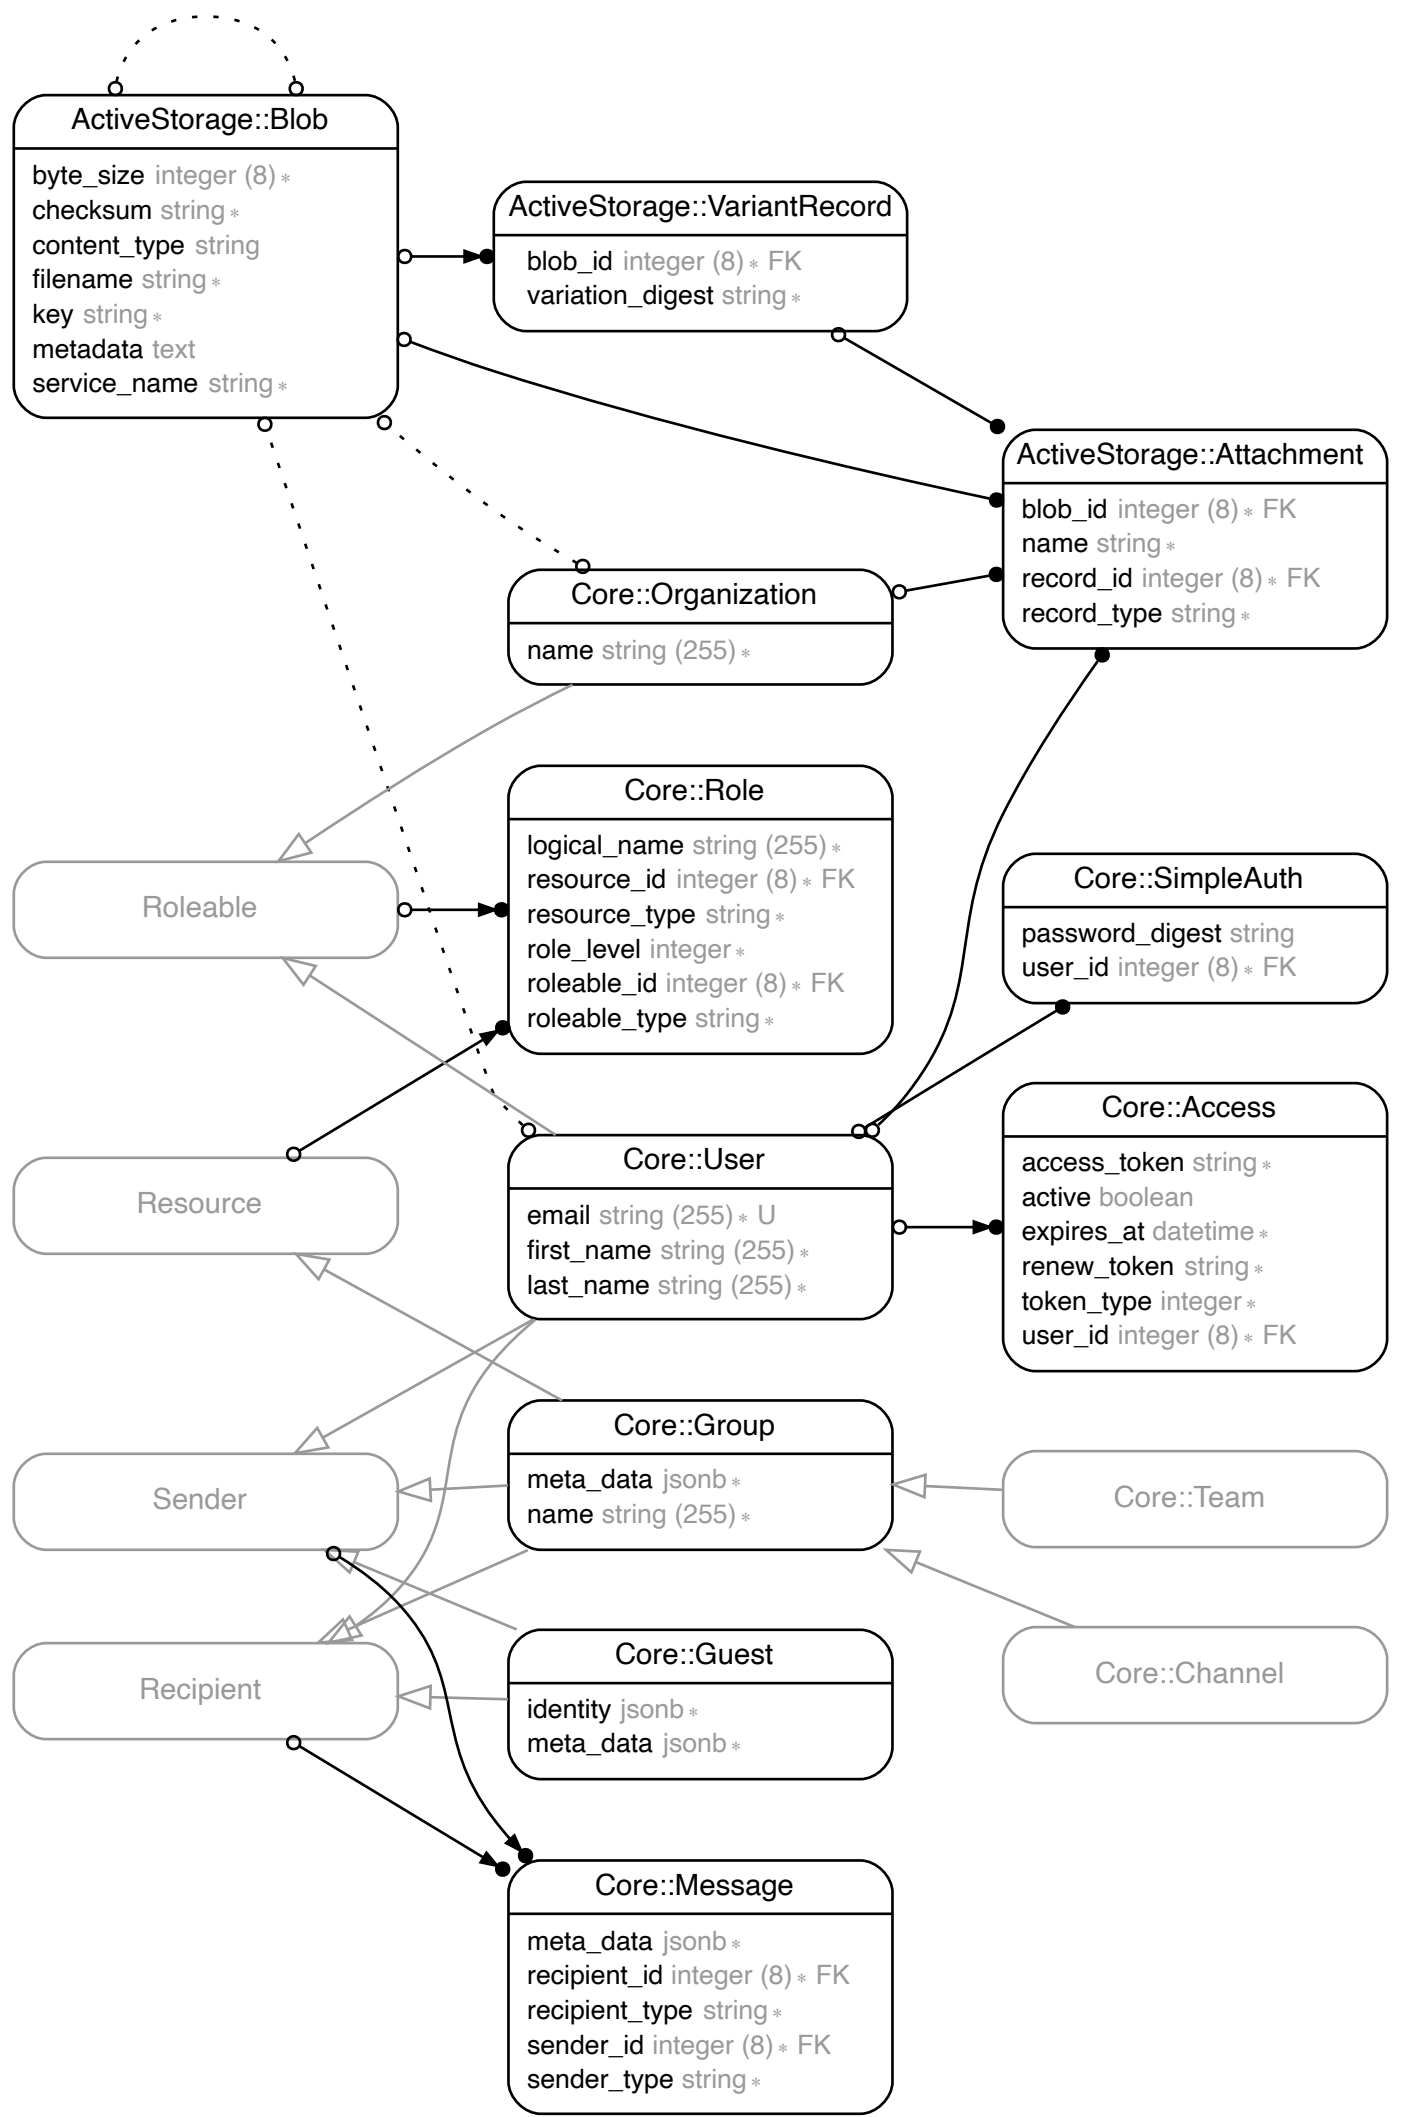 ActiveStorage::Blob
byte_size integer (8) ∗
checksum string ∗
content_type string
filename string ∗
key string ∗
metadata text
service_name string ∗
ActiveStorage::VariantRecord
blob_id integer (8) ∗ FK
variation_digest string ∗
ActiveStorage::Attachment
blob_id integer (8) ∗ FK
name string ∗
record_id integer (8) ∗ FK
record_type string ∗
Core::Organization
name string (255) ∗
Core::Role
logical_name string (255) ∗
resource_id integer (8) ∗ FK
resource_type string ∗
role_level integer ∗
roleable_id integer (8) ∗ FK
roleable_type string ∗
Roleable
Core::SimpleAuth
password_digest string
user_id integer (8) ∗ FK
Core::User
email string (255) ∗ U
first_name string (255) ∗
last_name string (255) ∗
Core::Access
access_token string ∗
active boolean
expires_at datetime ∗
renew_token string ∗
token_type integer ∗
user_id integer (8) ∗ FK
Resource
Core::Group
meta_data jsonb ∗
name string (255) ∗
Sender
Core::Team
Core::Guest
identity jsonb ∗
meta_data jsonb ∗
Recipient
Core::Channel
Core::Message
meta_data jsonb ∗
recipient_id integer (8) ∗ FK
recipient_type string ∗
sender_id integer (8) ∗ FK
sender_type string ∗